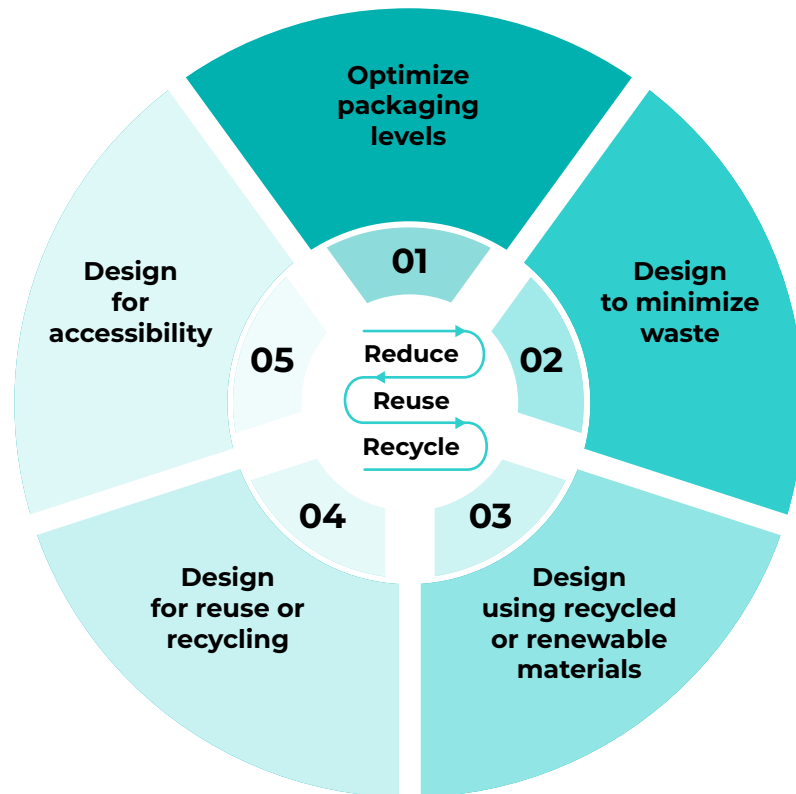 Optimize
packaging
levels
01
Design
to minimize
waste
02
Design
using recycled
or renewable
materials
03
Design
for reuse or
recycling
04
Design
for
accessibility
05
Reduce
Reuse
Recycle